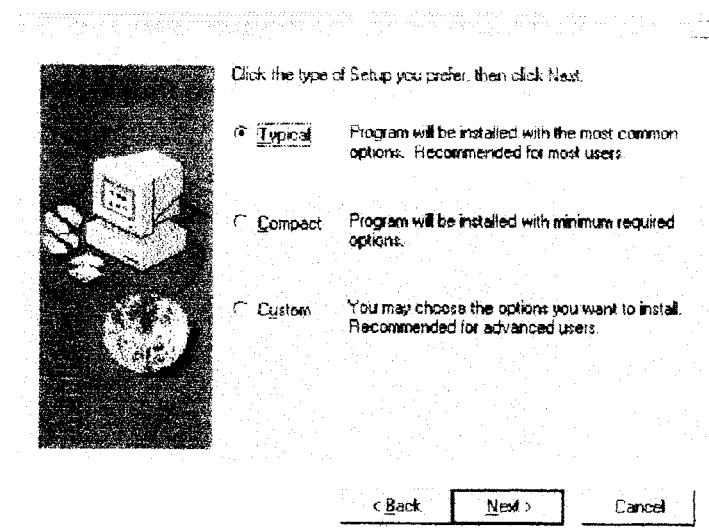 Click the type of Setup you prefer, then click Next.
Typical
Program will be installed with the most common
options. Recommended for most users.
Compact
Program will be installed with minimum required
options.
Custom
You may choose the options you want to install.
Recommended for advanced users.
< Back
Next >
Cancel